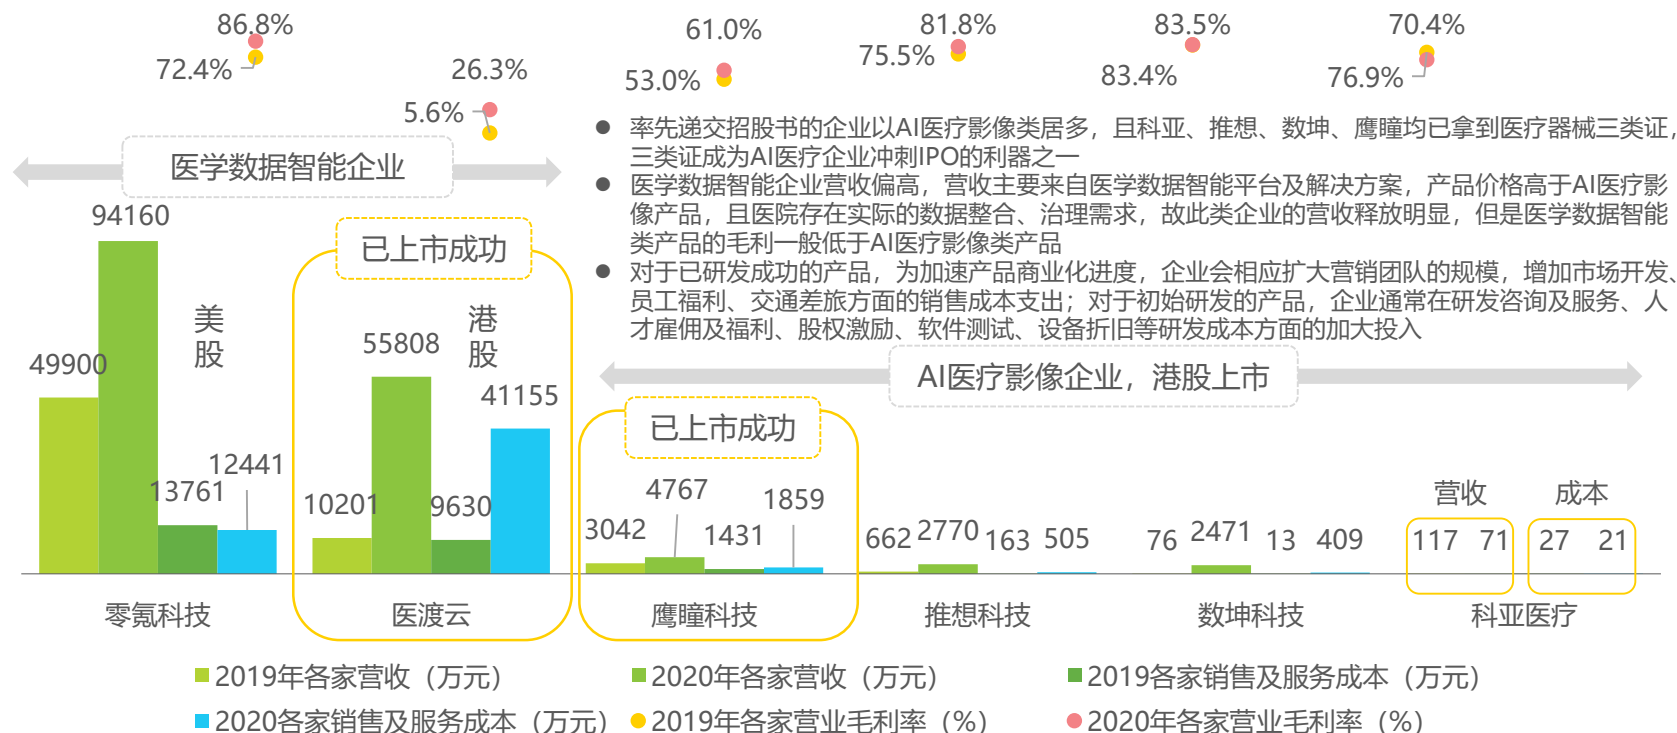 86.8%
72.4%
26.3%
5.6%
61.0%
53.0%
81.8%
75.5%
83.5%
83.4%
70.4%
76.9%
● 率先递交招股书的企业以AI医疗影像类居多，且科亚、推想、数坤、鹰瞳均已拿到医疗器械三类证，
三类证成为AI医疗企业冲刺IPO的利器之一
● 医学数据智能企业营收偏高，营收主要来自医学数据智能平台及解决方案，产品价格高于AI医疗影
像产品，且医院存在实际的数据整合、治理需求，故此类企业的营收释放明显，但是医学数据智能
类产品的毛利一般低于AI医疗影像类产品
● 对于已研发成功的产品，为加速产品商业化进度，企业会相应扩大营销团队的规模，增加市场开发、
员工福利、交通差旅方面的销售成本支出；对于初始研发的产品，企业通常在研发咨询及服务、人
才雇佣及福利、股权激励、软件测试、设备折旧等研发成本方面的加大投入
医学数据智能企业
已上市成功
AI医疗影像企业，港股上市
已上市成功
美股
港股
49900
94160
13761
12441
10201
55808
9630
41155
3042
4767
1431
1859
662
2770
163
505
76
2471
13
409
营收
成本
117
71
27
21
零氪科技
医渡云
鹰瞳科技
推想科技
数坤科技
科亚医疗
2019年各家营收（万元）
2020年各家营收（万元）
2019各家销售及服务成本（万元）
2020各家销售及服务成本（万元）
2019年各家营业毛利率（%）
2020年各家营业毛利率（%）